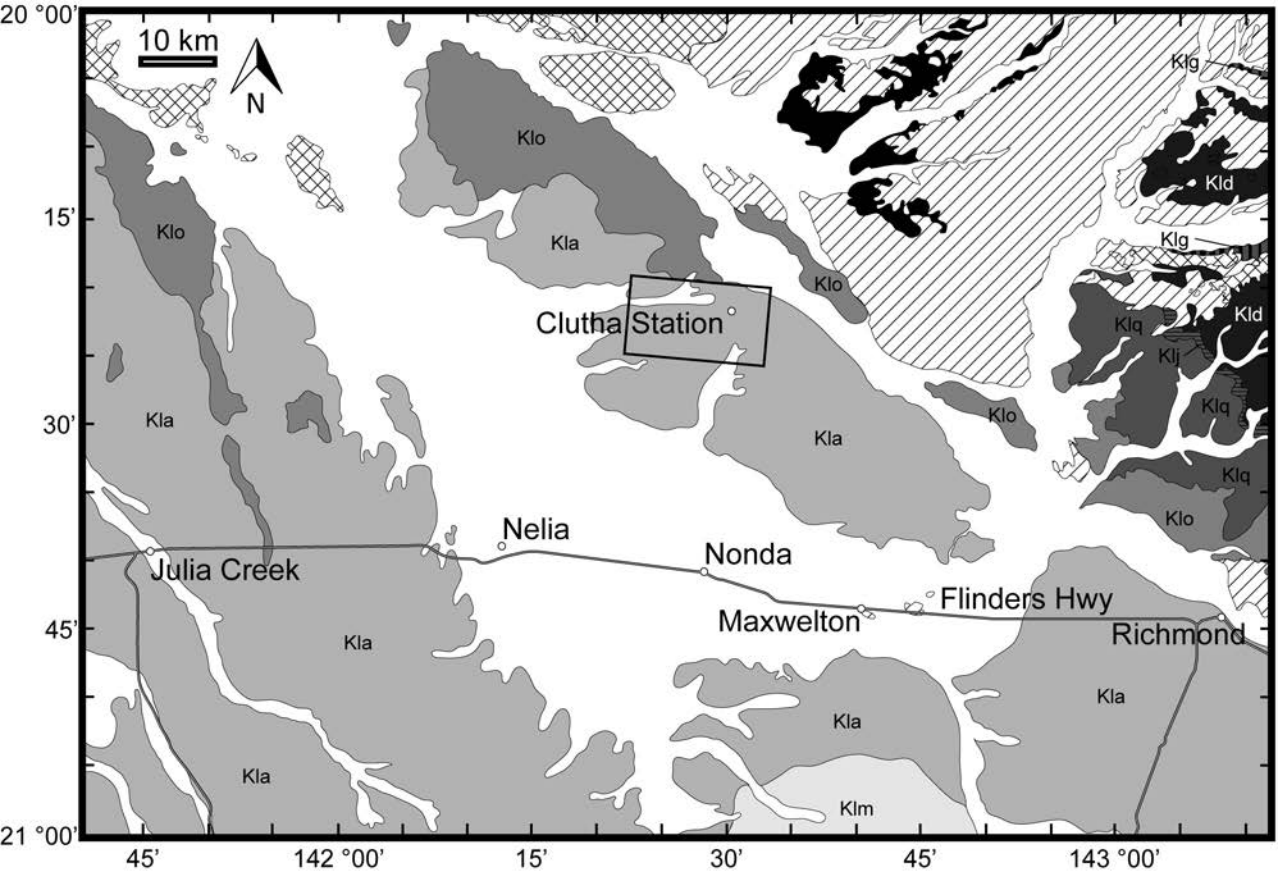 20 °00'
10 km
N
Klg
Klo
Kld
15'
Klo
Kla
Klg
Klo
Clutha Station
Klq
Kld
Klj
Klq
30'
Kla
Kla
Klo
Klq
Klo
Nelia
Julia Creek
Nonda
Flinders Hwy
Maxwelton
Richmond
45'
Kla
Kla
Kla
Kla
Klm
21 °00'
45'
142 °00'
15'
30'
45'
143 °00'